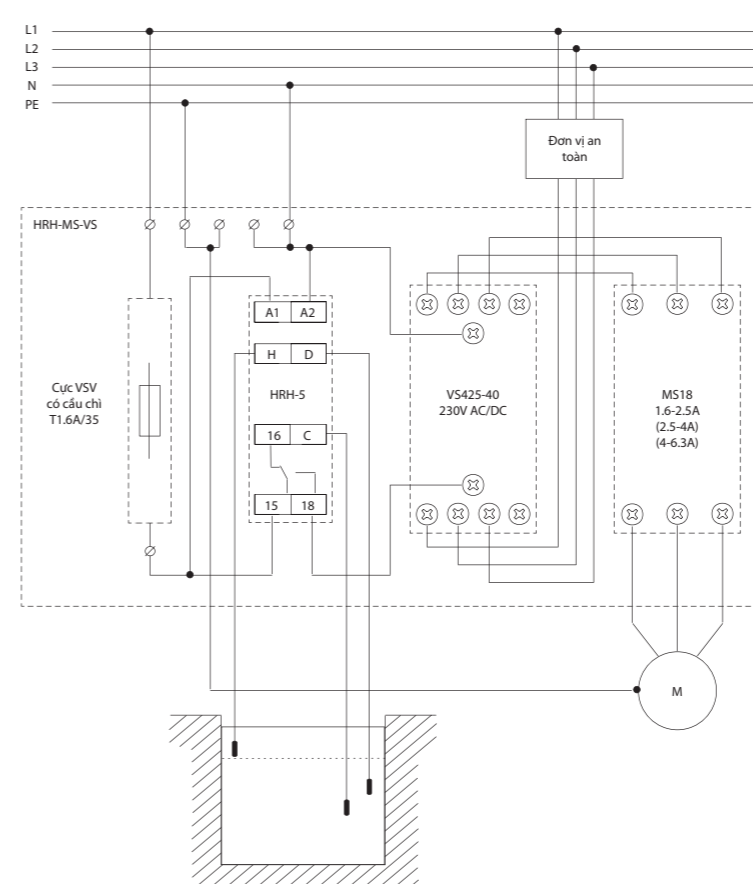 L1
L2
L3
N
PE
Đơn vị an
toàn
HRH-MS-VS
A1 A2
H D
HRH-5
16 C
15 18
Cực VSV
có cầu chì
T1.6A/35
VS425-40
230V AC/DC
MS18
1.6-2.5A
(2.5-4A)
(4-6.3A)
M